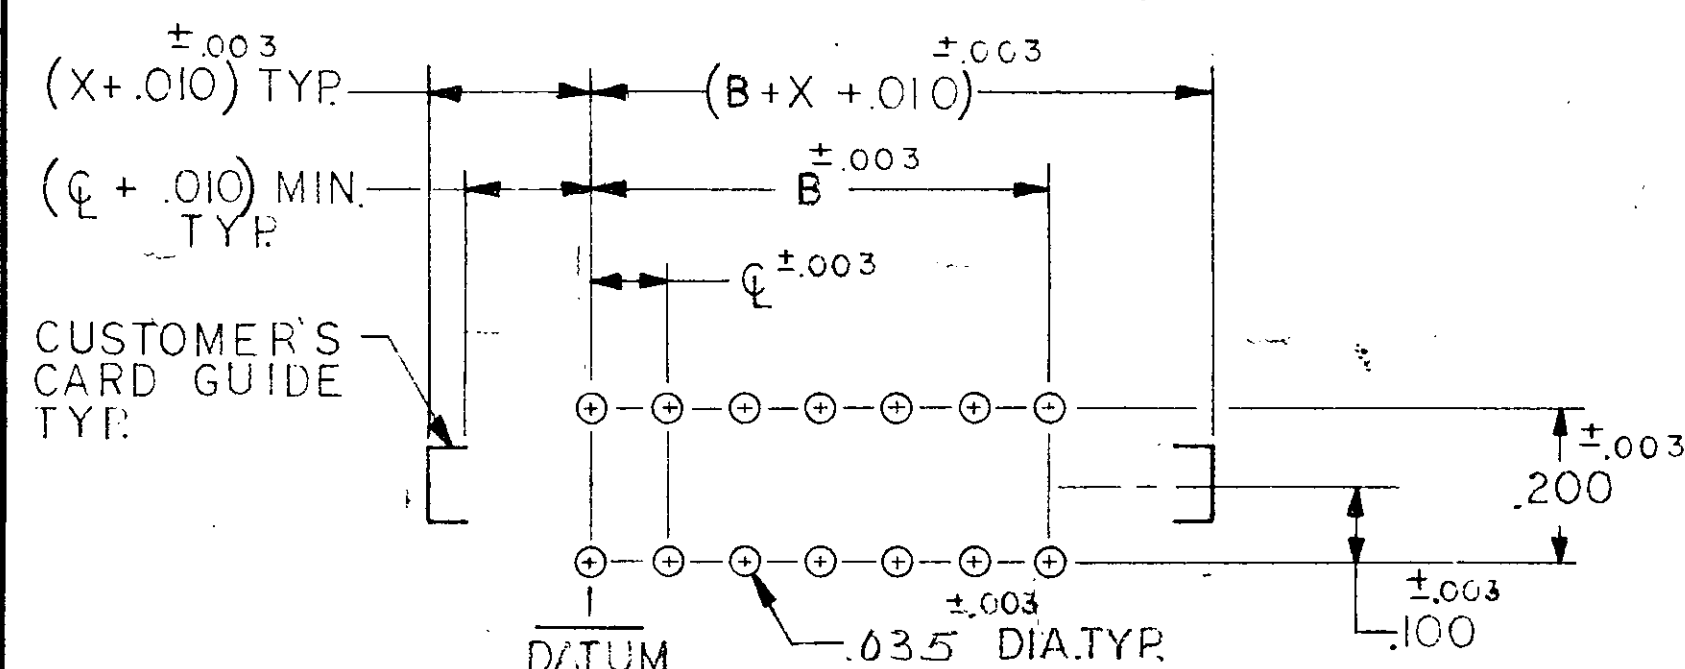 ±.003
(X+.010) TYP.
±.003
(B+X+.010)
(℄ + .010) MIN.
TYP.
±.003
B
℄ ±.003
CUSTOMER'S
CARD GUIDE
TYP.
±.003
.200
±.003
.100
±.003
.035 DIA.TYP.
DATUM